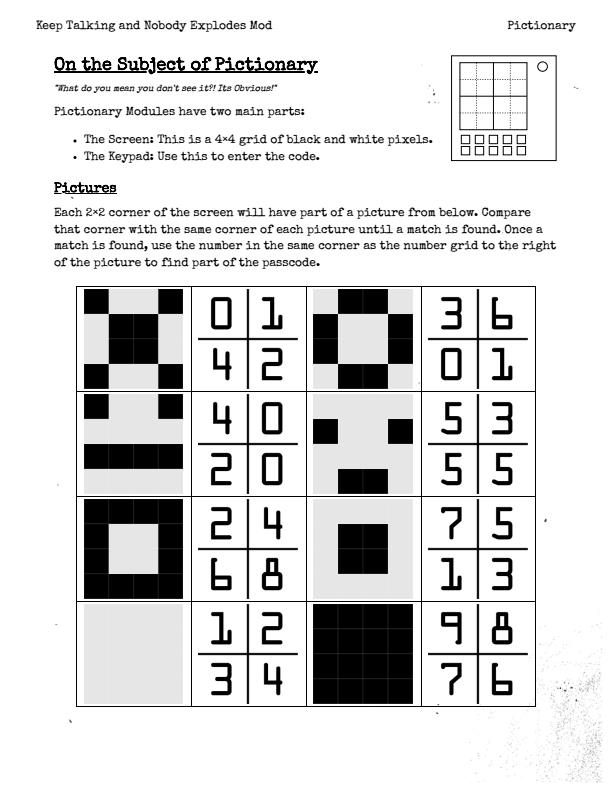 Keep Talking and Nobody Explodes Mod Pictionary
On the Subject of Pictionary
"What do you mean you don't see it?! Its Obvious!"
Pictionary Modules have two main parts:
• The Screen: This is a 4×4 grid of black and white pixels.
• The Keypad: Use this to enter the code.
Pictures
Each 2×2 corner of the screen will have part of a picture from below. Compare
that corner with the same corner of each picture until a match is found. Once a
match is found, use the number in the same corner as the number grid to the right
of the picture to find part of the passcode.
0 1 3 6
4 2 0 1
4 0 5 3
2 0 5 5
2 4 7 5
6 8 1 3
1 2 9 8
3 4 7 6